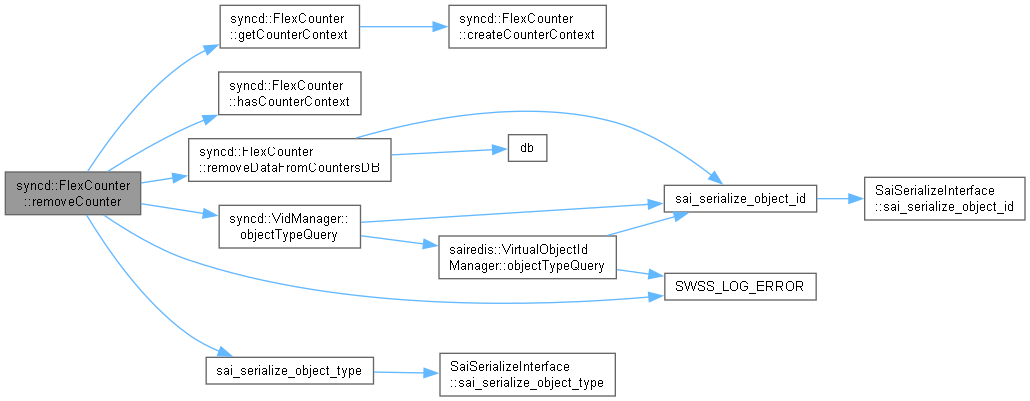 syncd::FlexCounter
::removeCounter
syncd::FlexCounter
::getCounterContext
syncd::FlexCounter
::createCounterContext
syncd::FlexCounter
::hasCounterContext
syncd::FlexCounter
::removeDataFromCountersDB
db
syncd::VidManager::
objectTypeQuery
sairedis::VirtualObjectId
Manager::objectTypeQuery
sai_serialize_object_id
SaiSerializeInterface
::sai_serialize_object_id
SWSS_LOG_ERROR
sai_serialize_object_type
SaiSerializeInterface
::sai_serialize_object_type